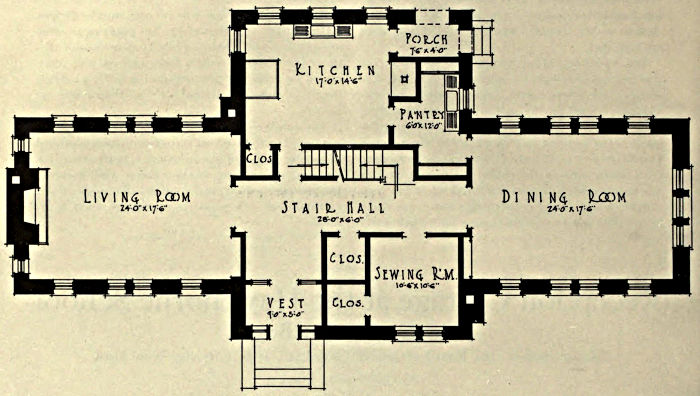 PORCH
7'-6" X 4'-0"
KITCHEN
17'-0" X 14'-6"
PANTRY
6'-0" X 12'-0"
CLOS
LIVING ROOM
24'-0" X 17'-6"
STAIR HALL
28'-0" X 6'-0"
DINING ROOM
24'-0" X 17'-6"
CLOS.
SEWING R'M.
10'-6" X 10'-6"
VEST
9'-0" X 5'-0"
CLOS.